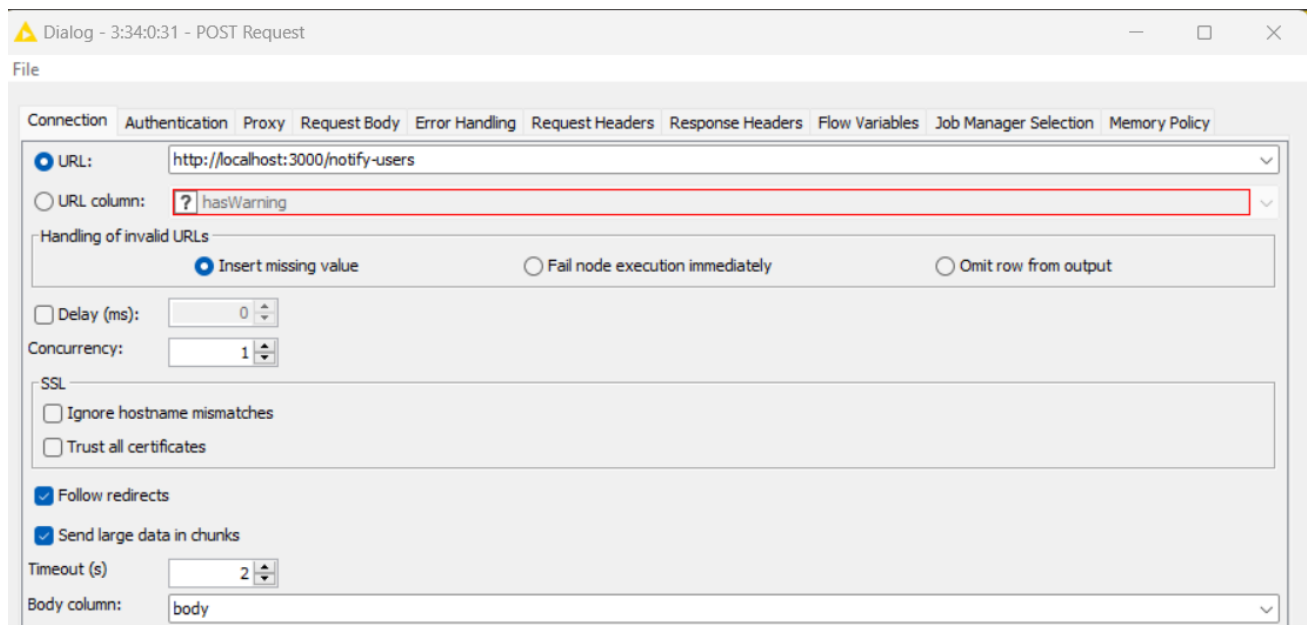 Dialog - 3:34:0:31 - POST Request
File
Connection Authentication Proxy Request Body Error Handling Request Headers Response Headers Flow Variables Job Manager Selection Memory Policy
URL: http://localhost:3000/notify-users
URL column: ? hasWarning
Handling of invalid URLs
Insert missing value Fail node execution immediately Omit row from output
Delay (ms): 0
Concurrency: 1
SSL
Ignore hostname mismatches
Trust all certificates
Follow redirects
Send large data in chunks
Timeout (s) 2
Body column: body